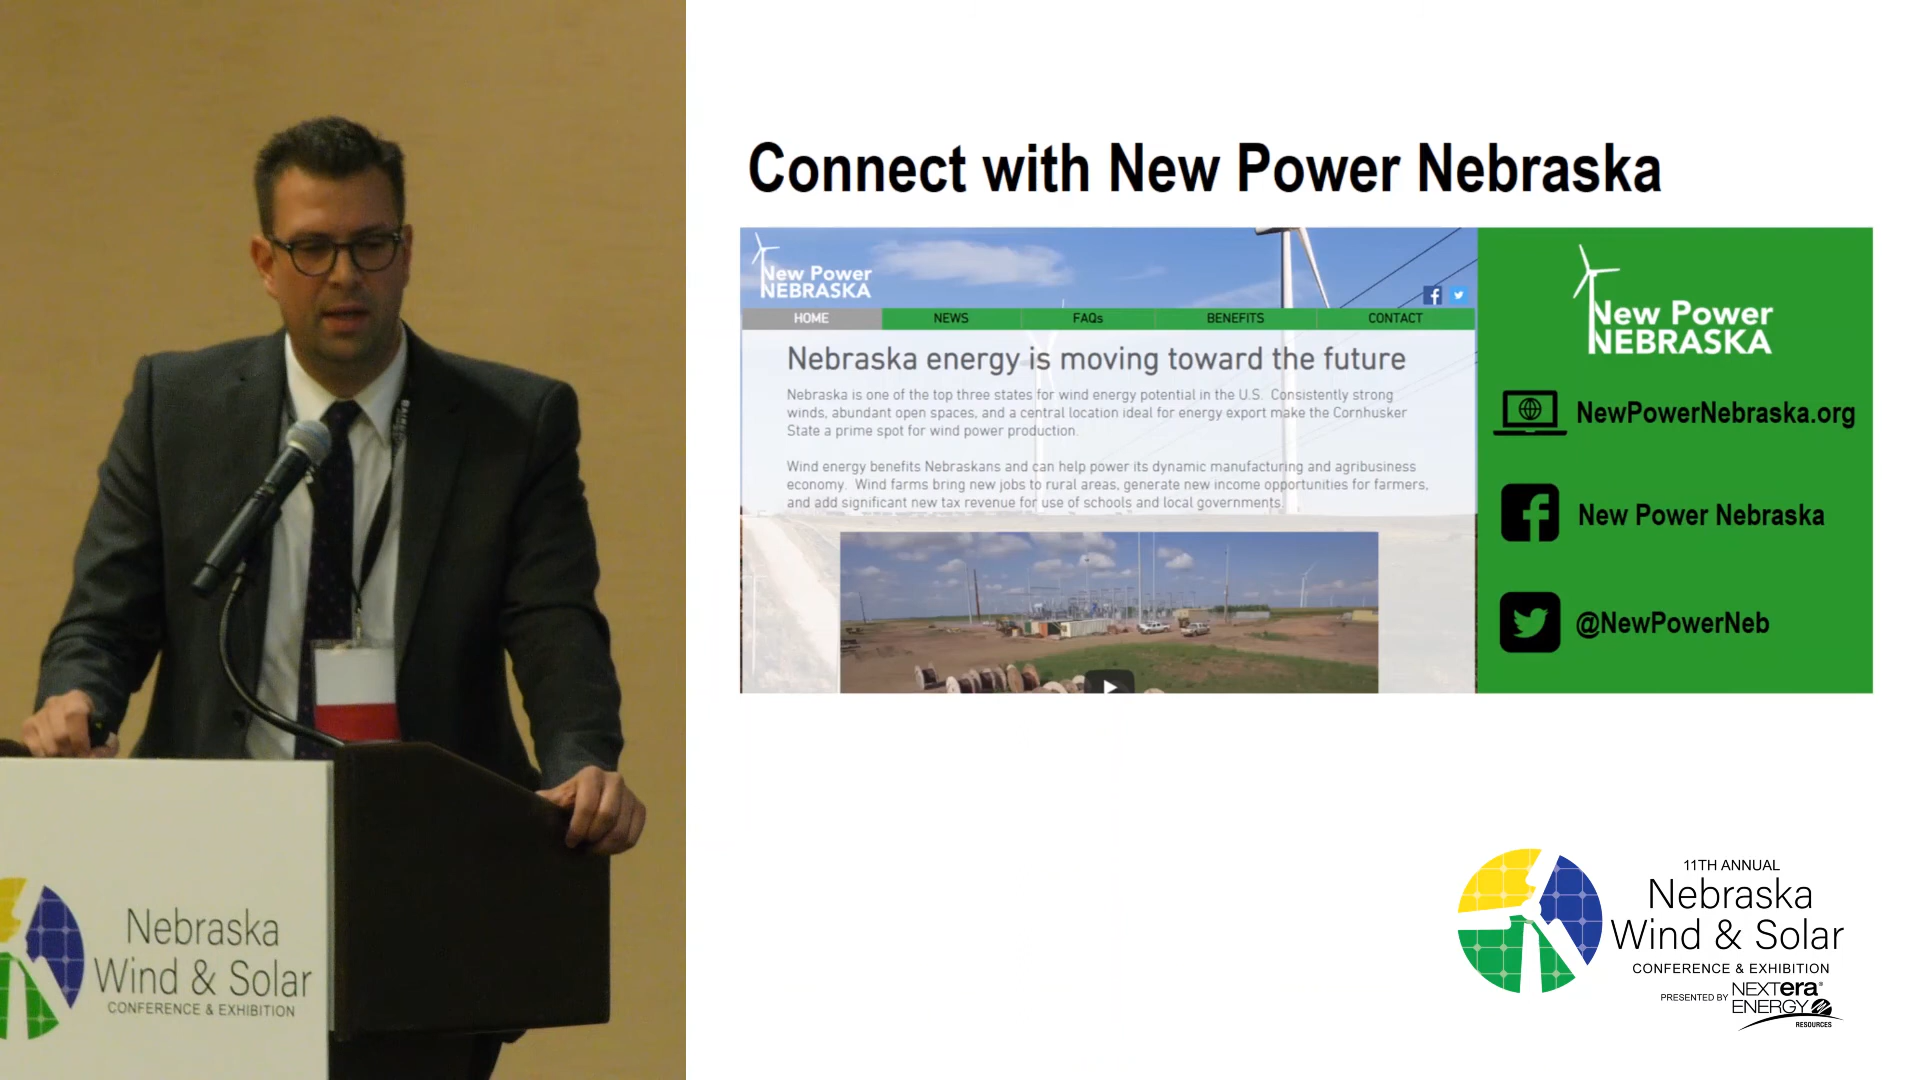 Connect with New Power Nebraska
New Power
NEBRASKA
HOME
NEWS
FAQs
BENEFITS
CONTACT
Nebraska energy is moving toward the future
Nebraska is one of the top three states for wind energy potential in the U.S. Consistently strong
winds, abundant open spaces, and a central location ideal for energy export make the Cornhusker
State a prime spot for wind power production.
Wind energy benefits Nebraskans and can help power its dynamic manufacturing and agribusiness
economy. Wind farms bring new jobs to rural areas, generate new income opportunities for farmers,
and add significant new tax revenue for use of schools and local governments.
New Power
NEBRASKA
NewPowerNebraska.org
New Power Nebraska
@NewPowerNeb
Nebraska
Wind & Solar
CONFERENCE & EXHIBITION
11TH ANNUAL
Nebraska
Wind & Solar
CONFERENCE & EXHIBITION
PRESENTED BY NEXTera®
ENERGY
RESOURCES